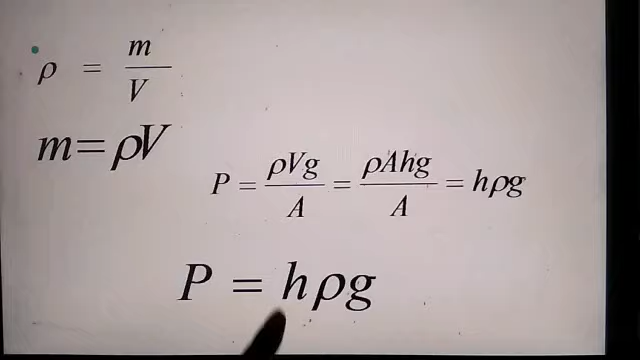 ρ = m/V
m=ρV
P = ρVg/A = ρAhg/A = hρg
P = hρg